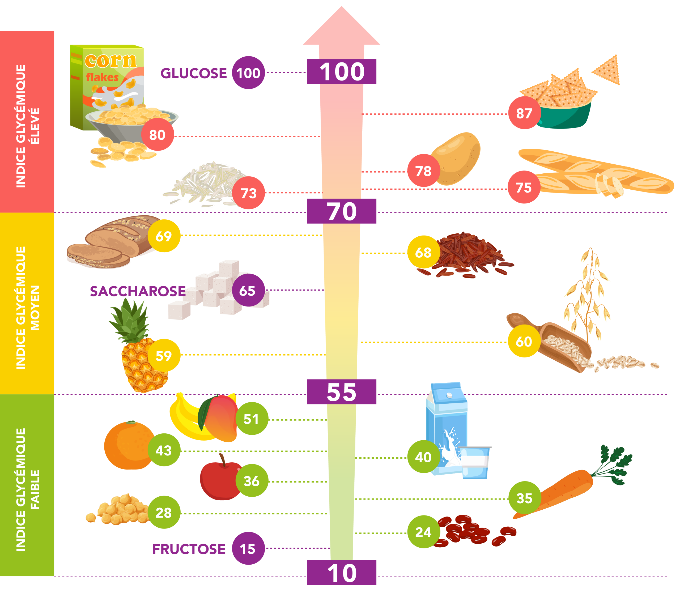 INDICE GLYCÉMIQUE
ÉLEVÉ
corn
flakes
GLUCOSE 100
100
87
80
78
75
73
70
INDICE GLYCÉMIQUE
MOYEN
69
68
SACCHAROSE 65
60
59
55
INDICE GLYCÉMIQUE
FAIBLE
51
43
40
36
35
28
24
FRUCTOSE 15
10